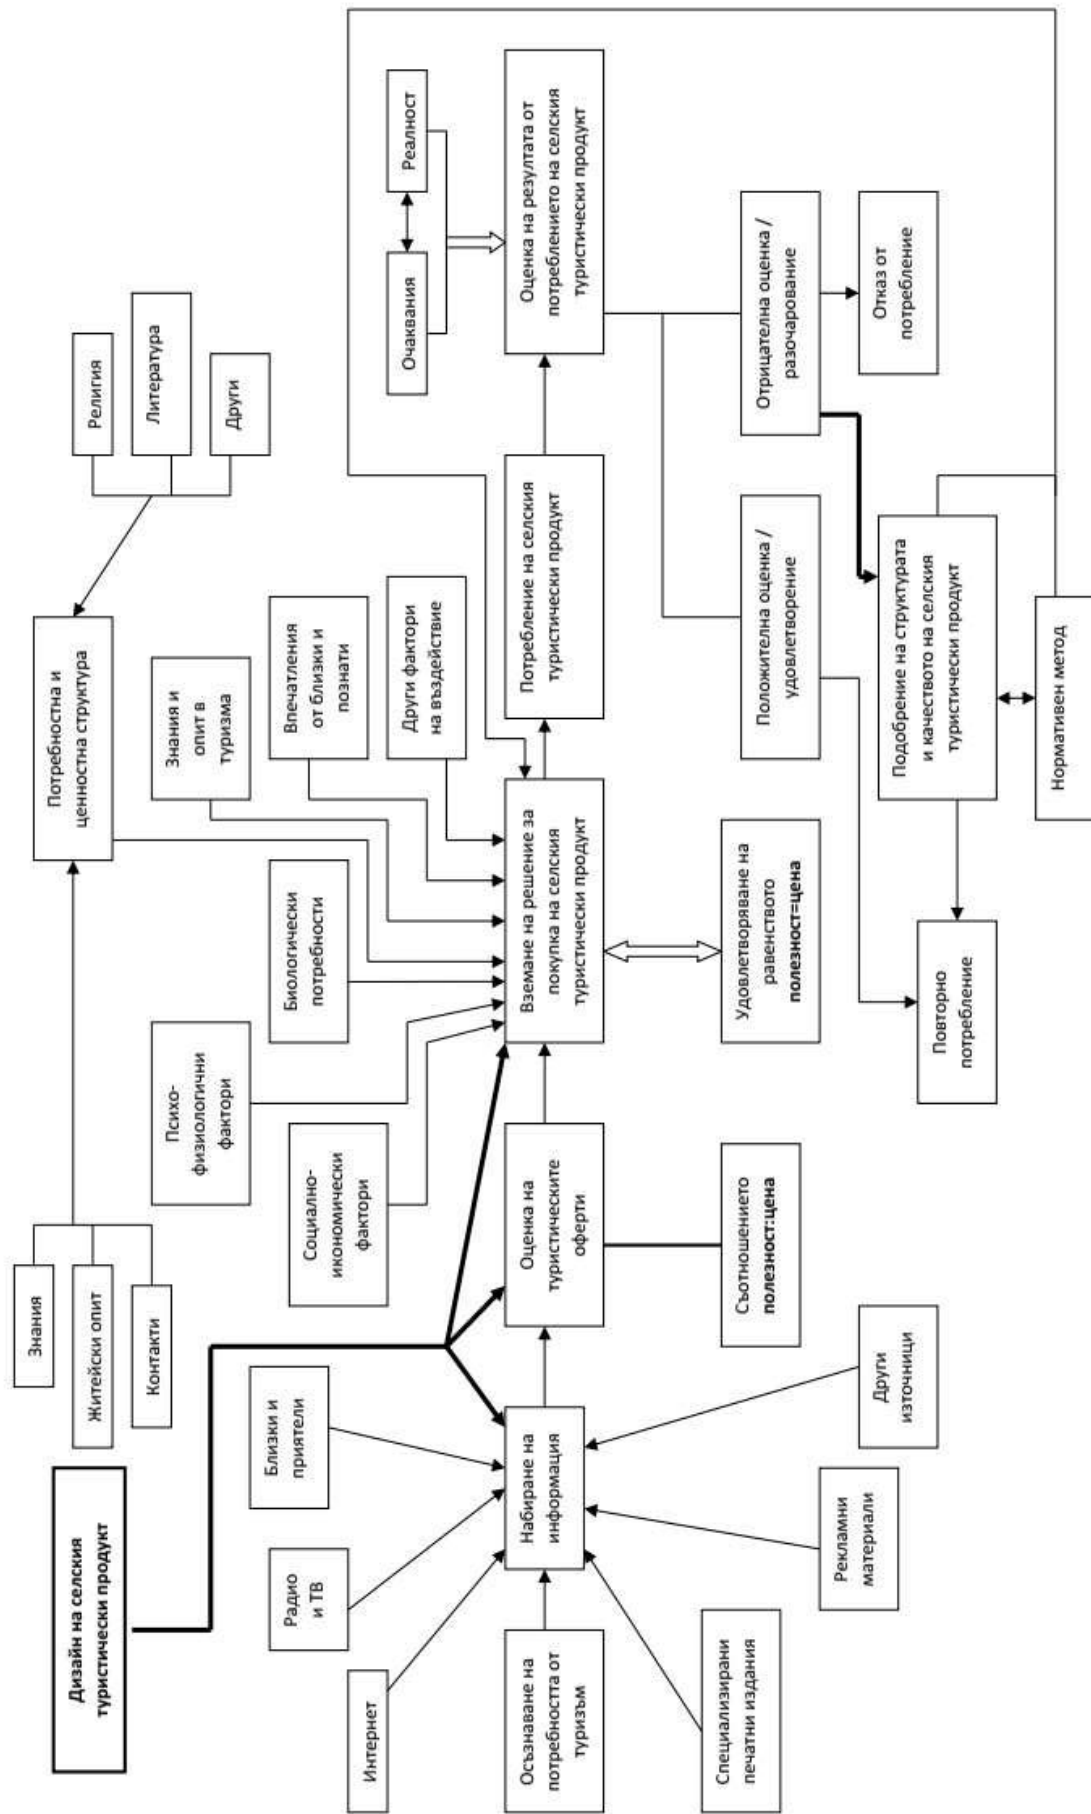 Дизайн на селския
туристически продукт
Знания
Житейски опит
Контакти
Потребностна и
ценностна структура
Религия
Литература
Други
Психо-
физиологични
фактори
Знания и
опит в
туризма
Близки и
приятели
Социално-
икономически
фактори
Биологически
потребности
Впечатления
от близки и
познати
Радио
и ТВ
Други фактори
на въздействие
Интернет
Очаквания
Реалност
Осъзнаване на
потребността от
туризъм
Набиране на
информация
Оценка на
туристическите
оферти
Вземане на решение за
покупка на селския
туристически продукт
Потребление на селския
туристически продукт
Оценка на резултата от
потреблението на селския
туристически продукт
Специализирани
печатни издания
Рекламни
материали
Други
източници
Съотношението
полезност:цена
Удовлетворяване на
равенството
полезност=цена
Положителна оценка /
удовлетворение
Отрицателна оценка /
разочарование
Отказ от
потребление
Повторно
потребление
Подобрение на структурата
и качеството на селския
туристически продукт
Нормативен метод